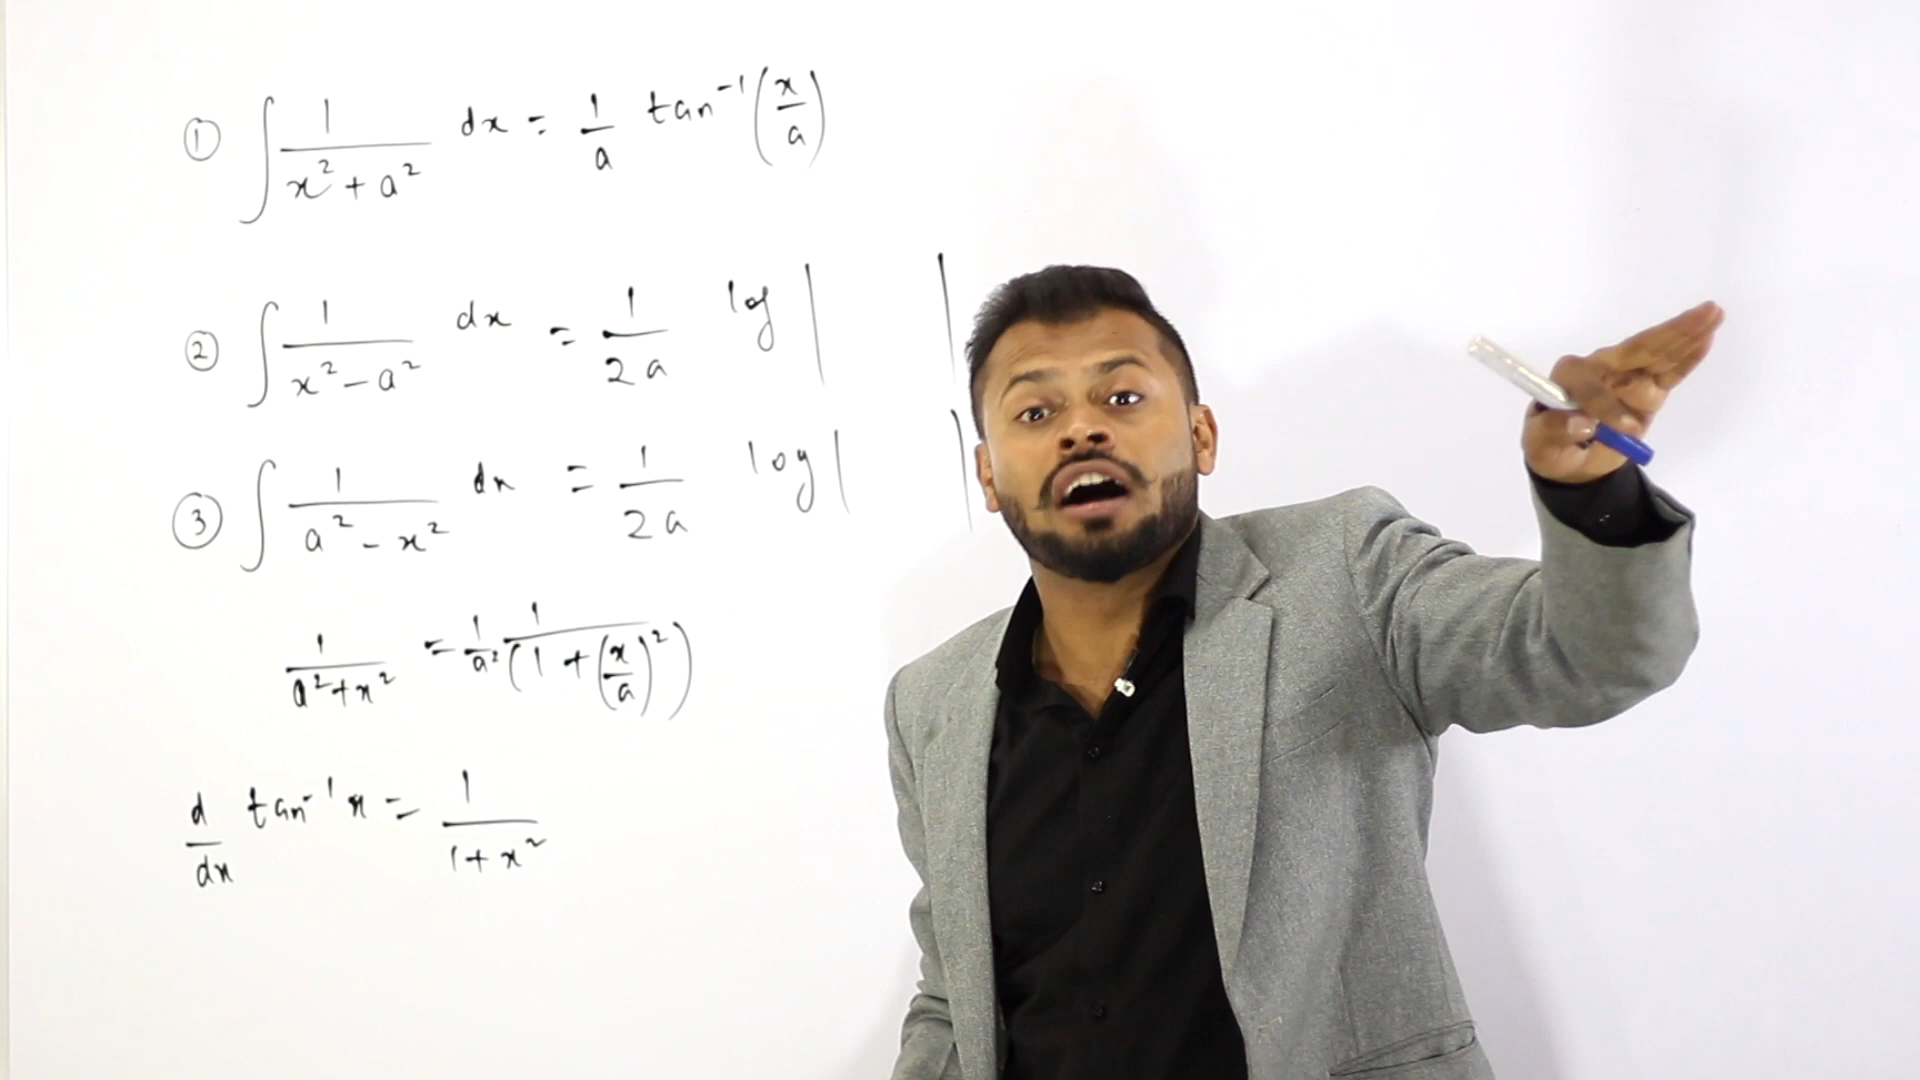 ① ∫ 1/(x² + a²) dx = 1/a tan⁻¹(x/a)
② ∫ 1/(x² - a²) dx = 1/2a log | |
③ ∫ 1/(a² - x²) dx = 1/2a log | |
1/(a² + x²) = 1/a² 1/(1 + (x/a)²)
d/dx tan⁻¹ x = 1/(1 + x²)